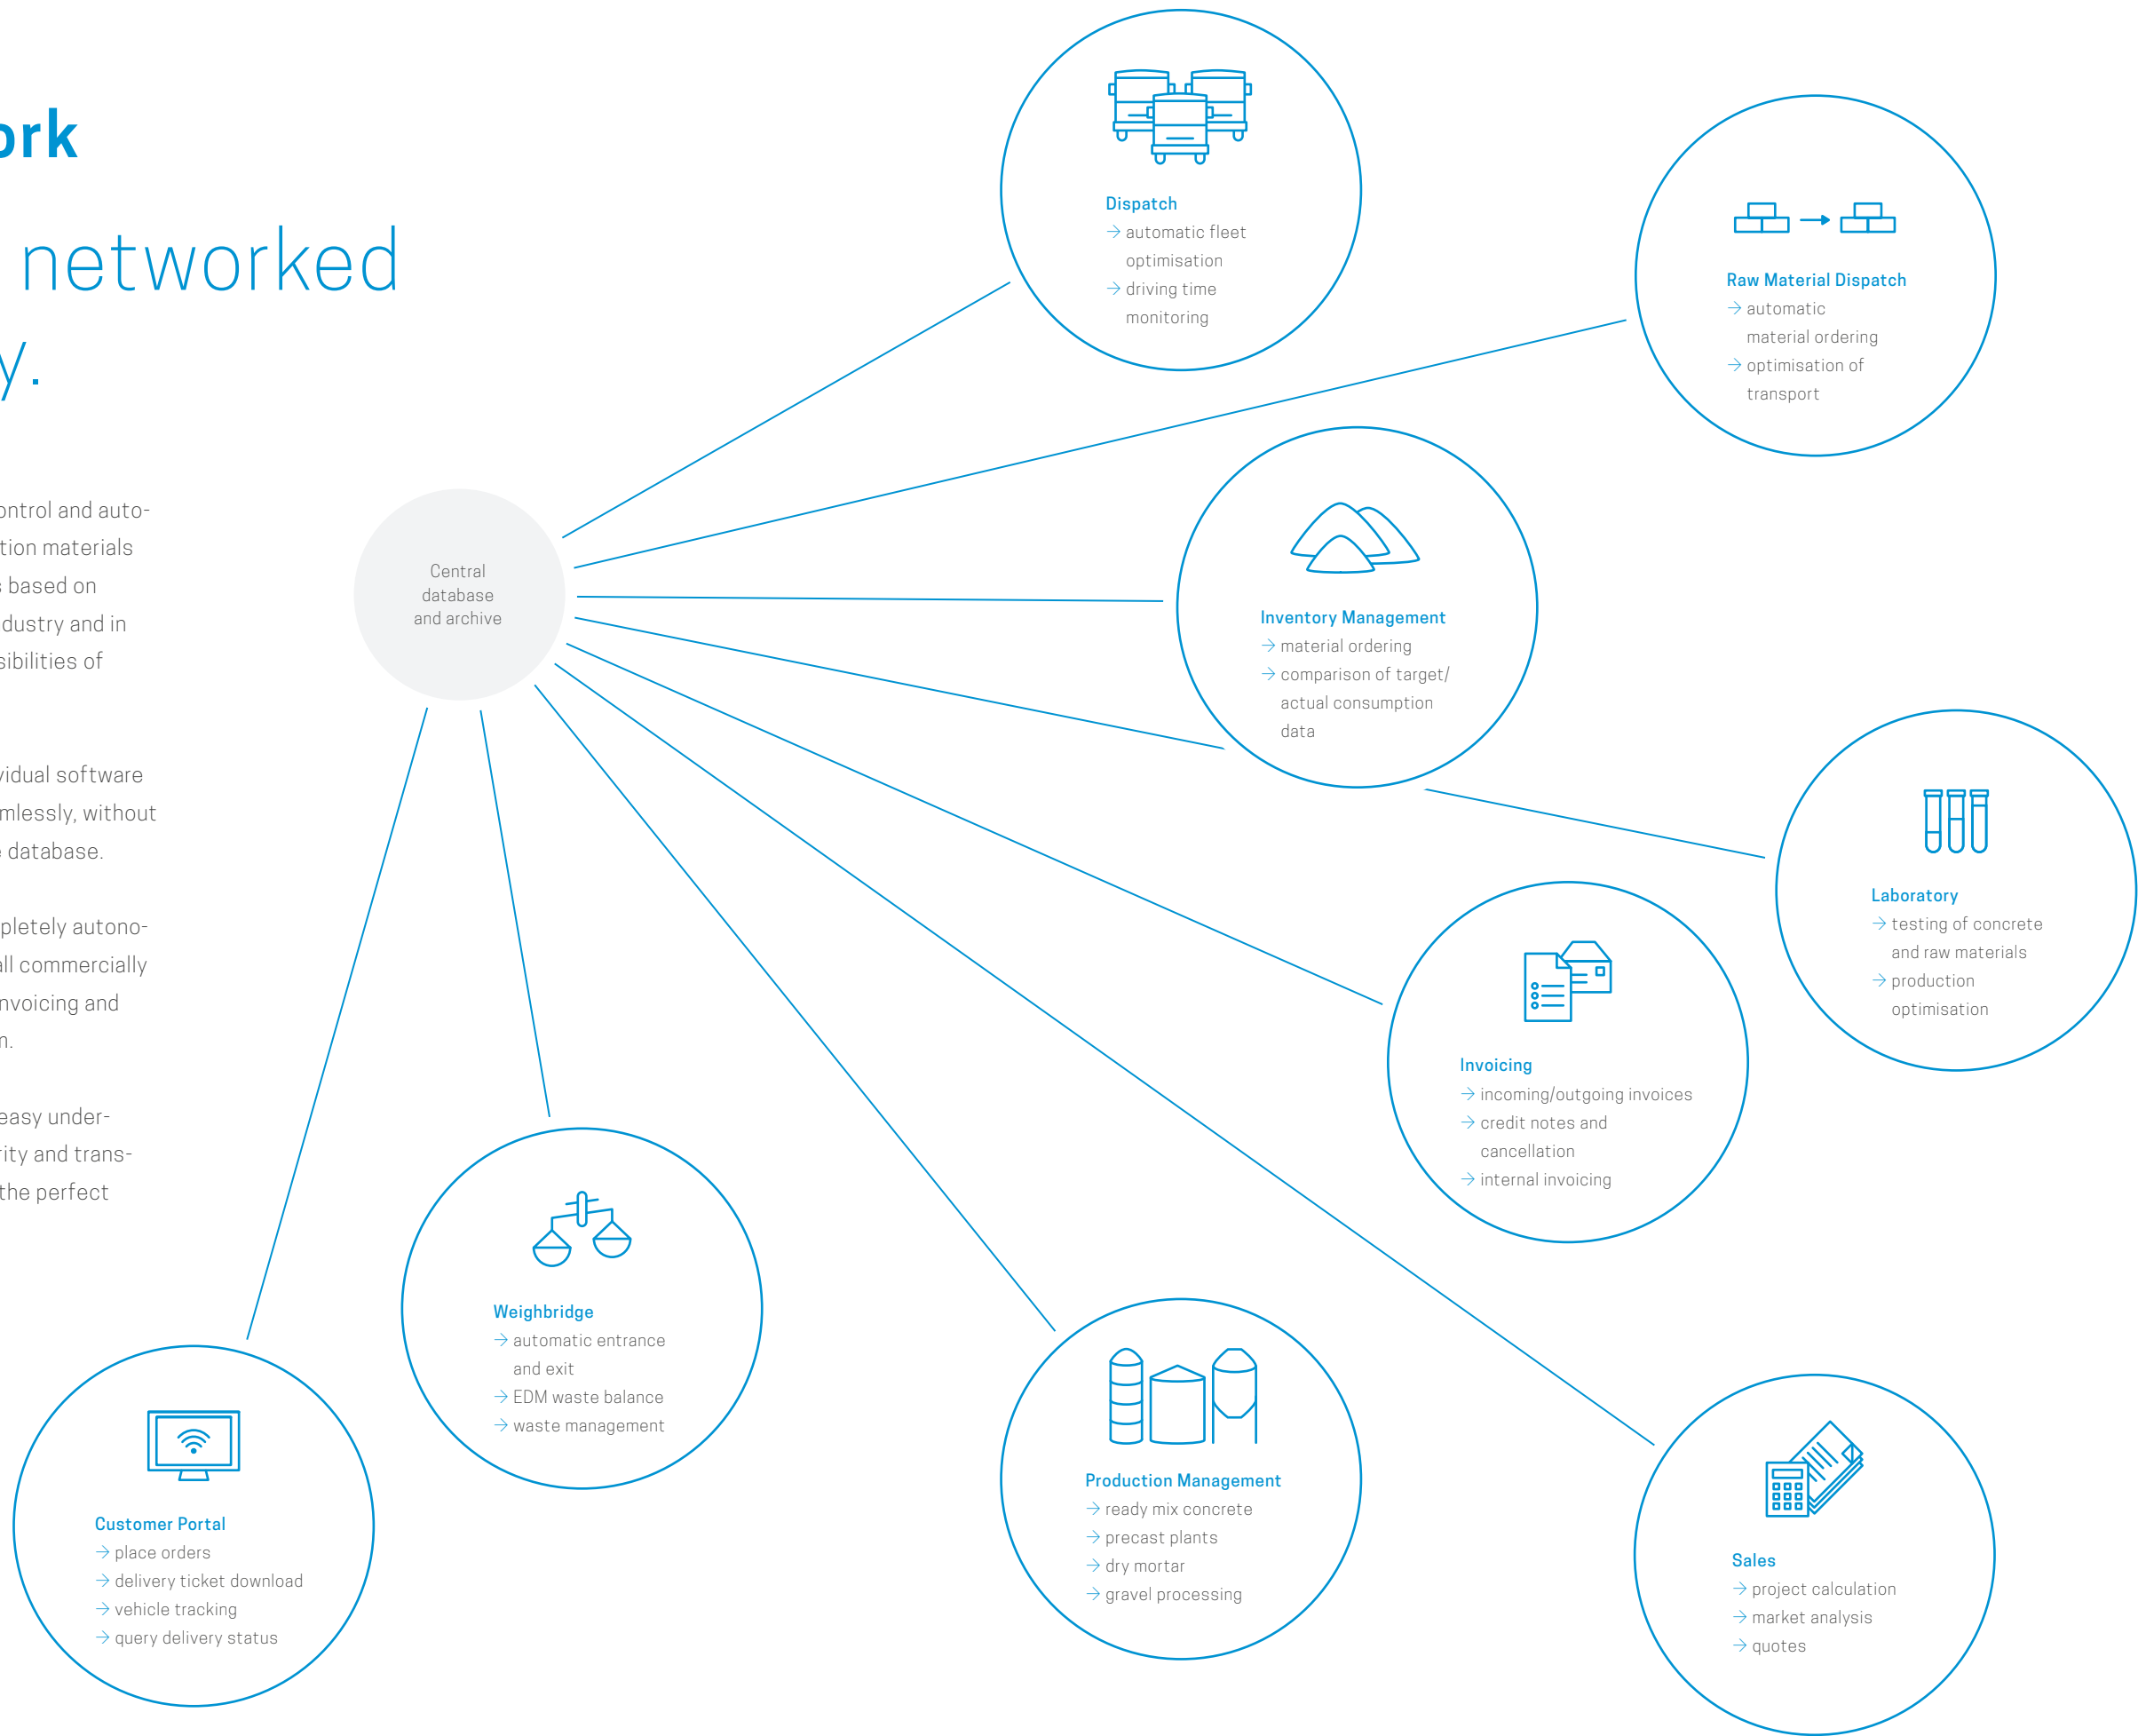 ork
networked
y.
ontrol and auto-
tion materials
s based on
dustry and in
sibilities of
vidual software
mlessly, without
e database.
pletely autono-
all commercially
nvoicing and
n.
easy under-
rity and trans-
the perfect
Central
database
and archive
Dispatch
→ automatic fleet
optimisation
→ driving time
monitoring
Raw Material Dispatch
→ automatic
material ordering
→ optimisation of
transport
Inventory Management
→ material ordering
→ comparison of target/
actual consumption
data
Laboratory
→ testing of concrete
and raw materials
→ production
optimisation
Invoicing
→ incoming/outgoing invoices
→ credit notes and
cancellation
→ internal invoicing
Weighbridge
→ automatic entrance
and exit
→ EDM waste balance
→ waste management
Customer Portal
→ place orders
→ delivery ticket download
→ vehicle tracking
→ query delivery status
Production Management
→ ready mix concrete
→ precast plants
→ dry mortar
→ gravel processing
Sales
→ project calculation
→ market analysis
→ quotes